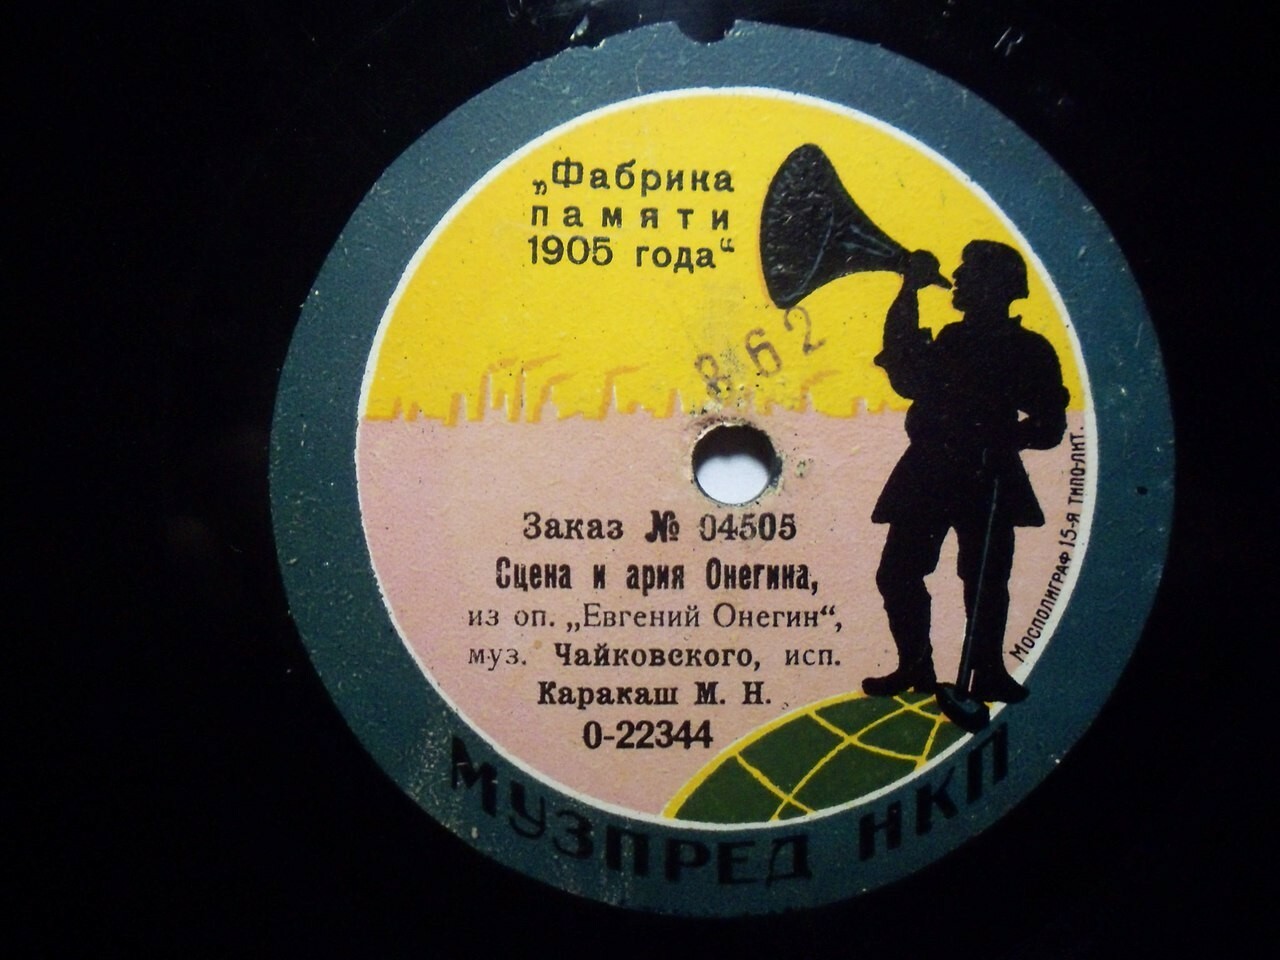 „Фабрика
памяти
1905 года“
862
Заказ № 04505
Сцена и ария Онегина,
из оп. „Евгений Онегин“,
муз. Чайковского, исп.
Каракаш М. Н.
0-22344
Мосполиграф 15-я типо-лит.
МУЗПРЕД НКП